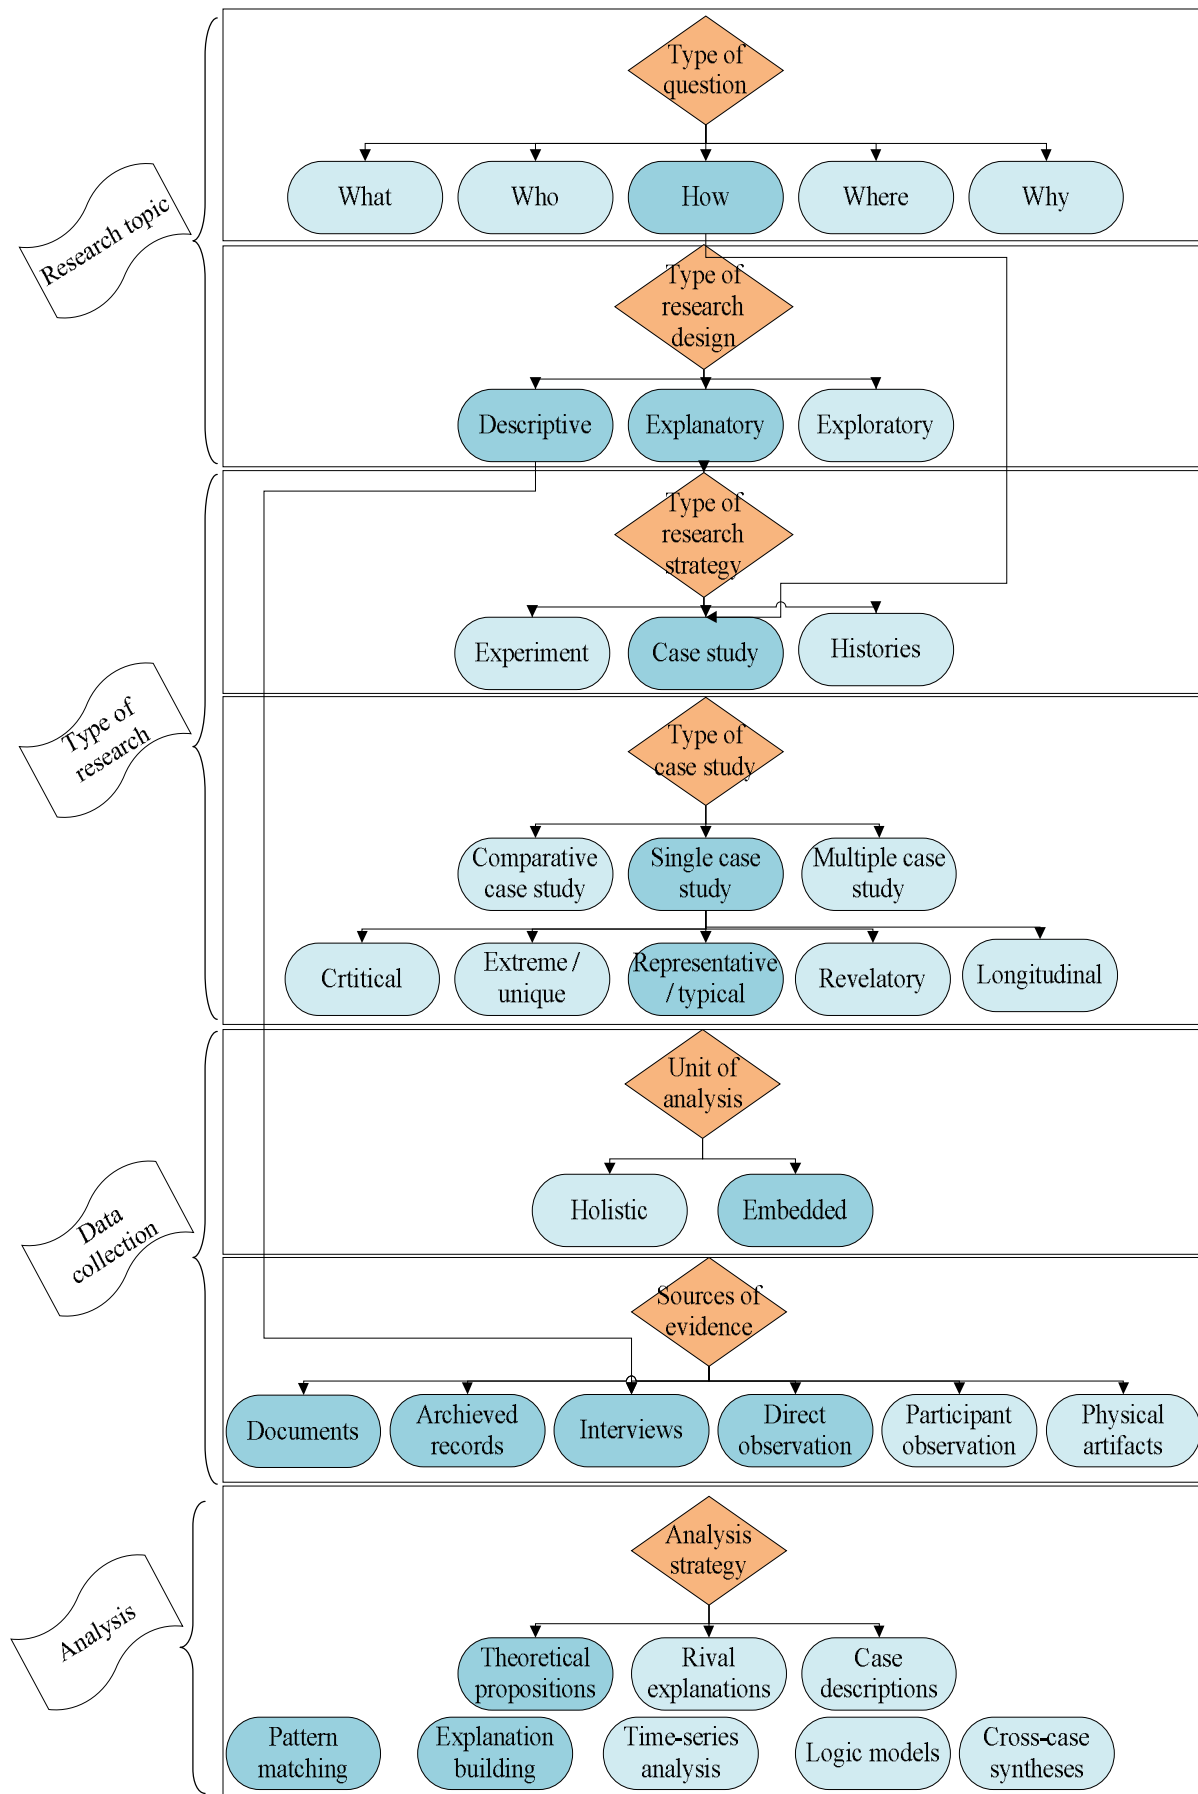 Type of
question
What
Who
How
Where
Why
Research topic
Type of
research
design
Descriptive
Explanatory
Exploratory
Type of
research
strategy
Experiment
Case study
Histories
Type of
research
Type of
case study
Comparative
case study
Single case
study
Multiple case
study
Crtitical
Extreme /
unique
Representative
/ typical
Revelatory
Longitudinal
Unit of
analysis
Holistic
Embedded
Data
collection
Sources of
evidence
Documents
Archieved
records
Interviews
Direct
observation
Participant
observation
Physical
artifacts
Analysis
strategy
Analysis
Theoretical
propositions
Rival
explanations
Case
descriptions
Pattern
matching
Explanation
building
Time-series
analysis
Logic models
Cross-case
syntheses